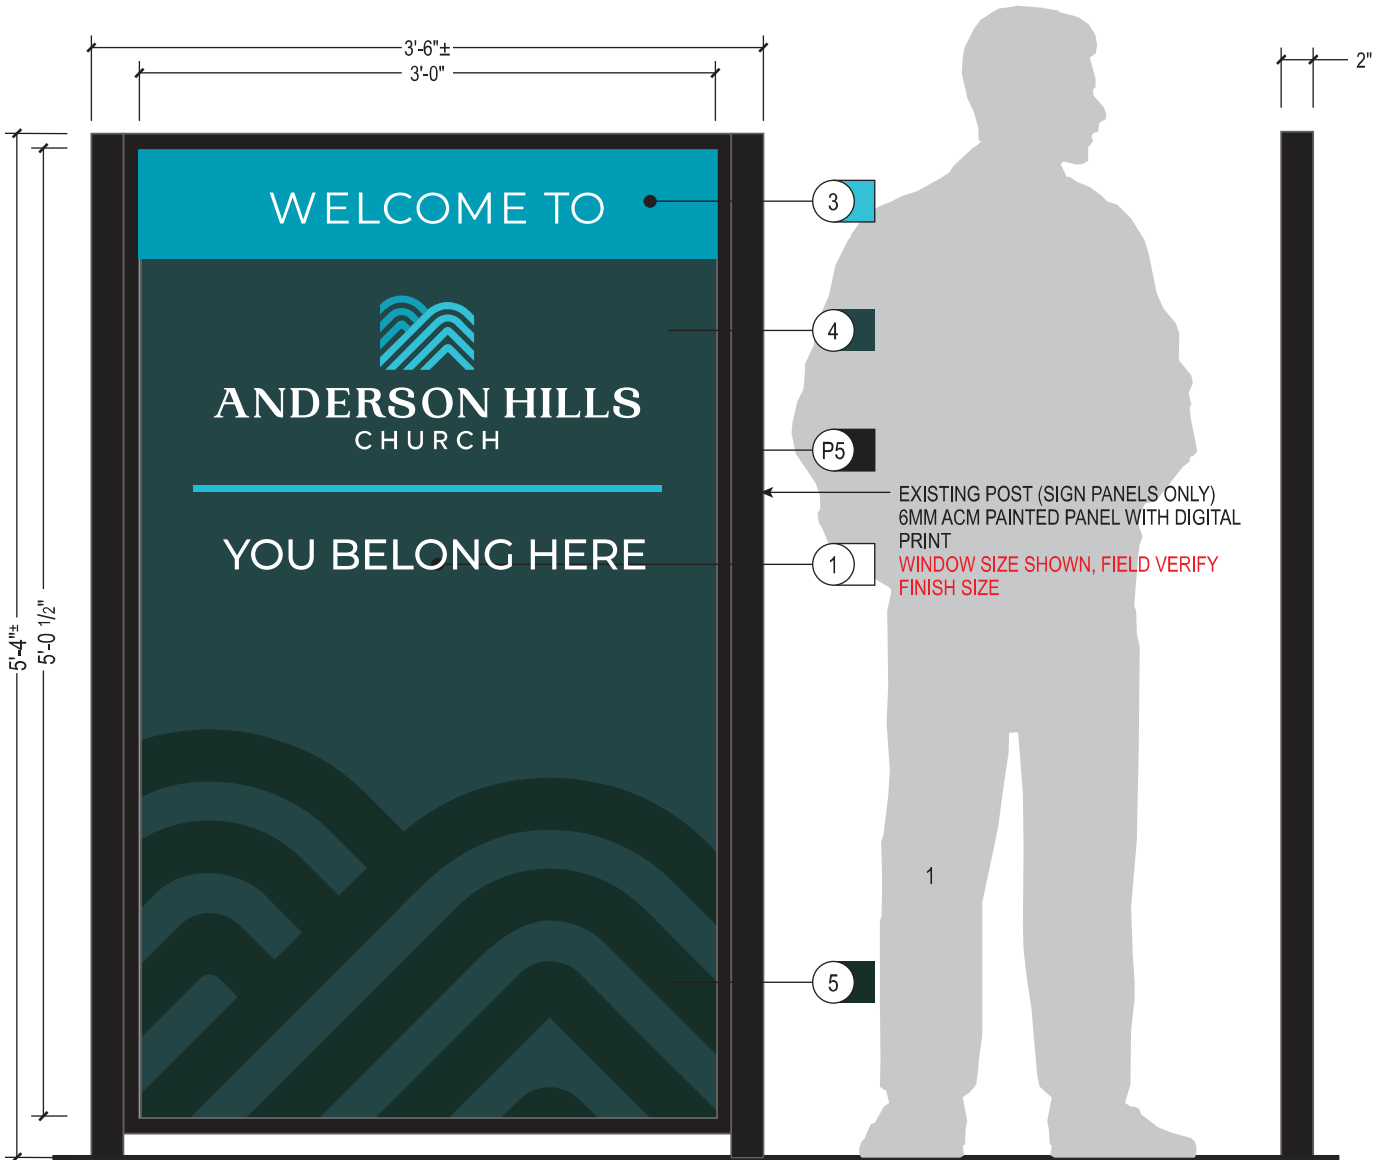 3'-6"±
3'-0"
2"
WELCOME TO
3
4
ANDERSON HILLS
CHURCH
P5
EXISTING POST (SIGN PANELS ONLY)
6MM ACM PAINTED PANEL WITH DIGITAL
PRINT
WINDOW SIZE SHOWN, FIELD VERIFY
FINISH SIZE
YOU BELONG HERE
1
5'-4"±
5'-0 1/2"
1
5